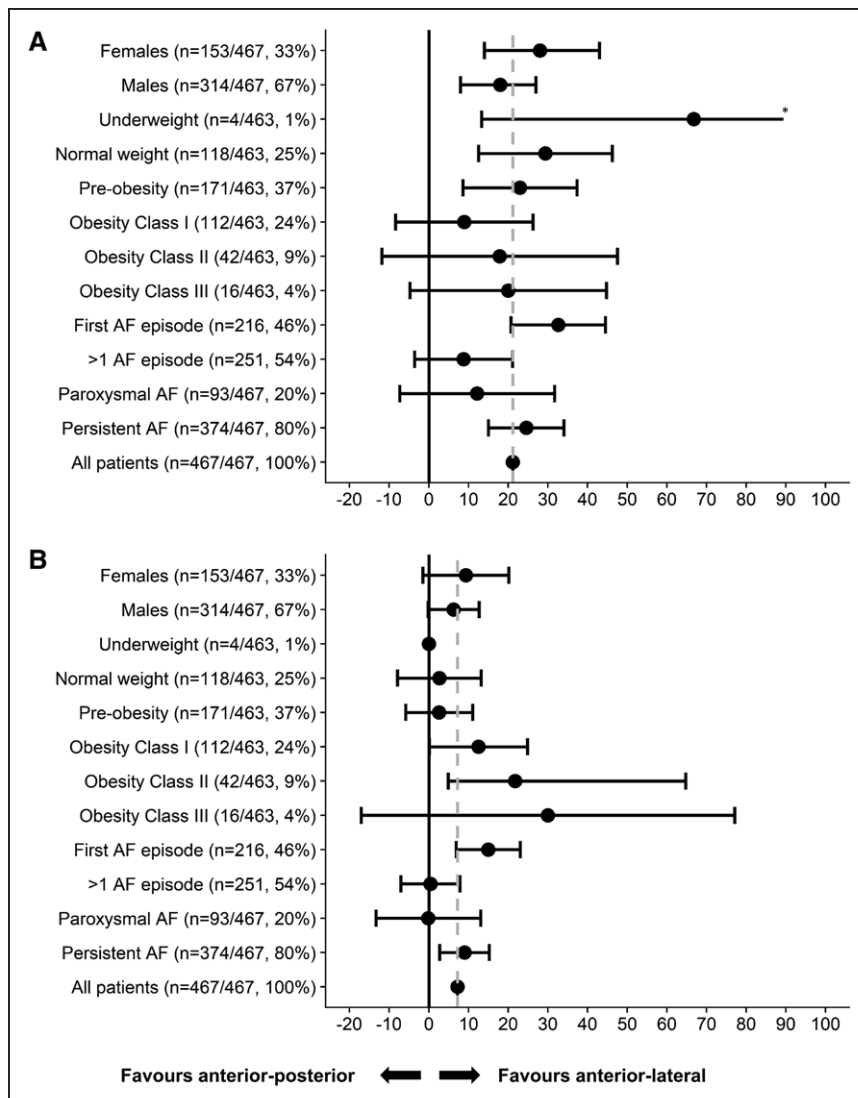 A
Females (n=153/467, 33%)
Males (n=314/467, 67%)
Underweight (n=4/463, 1%)
*
Normal weight (n=118/463, 25%)
Pre-obesity (n=171/463, 37%)
Obesity Class I (112/463, 24%)
Obesity Class II (42/463, 9%)
Obesity Class III (16/463, 4%)
First AF episode (n=216, 46%)
>1 AF episode (n=251, 54%)
Paroxysmal AF (n=93/467, 20%)
Persistent AF (n=374/467, 80%)
All patients (n=467/467, 100%)
-20 -10 0 10 20 30 40 50 60 70 80 90 100
B
Females (n=153/467, 33%)
Males (n=314/467, 67%)
Underweight (n=4/463, 1%)
Normal weight (n=118/463, 25%)
Pre-obesity (n=171/463, 37%)
Obesity Class I (112/463, 24%)
Obesity Class II (42/463, 9%)
Obesity Class III (16/463, 4%)
First AF episode (n=216, 46%)
>1 AF episode (n=251, 54%)
Paroxysmal AF (n=93/467, 20%)
Persistent AF (n=374/467, 80%)
All patients (n=467/467, 100%)
-20 -10 0 10 20 30 40 50 60 70 80 90 100
Favours anterior-posterior Favours anterior-lateral